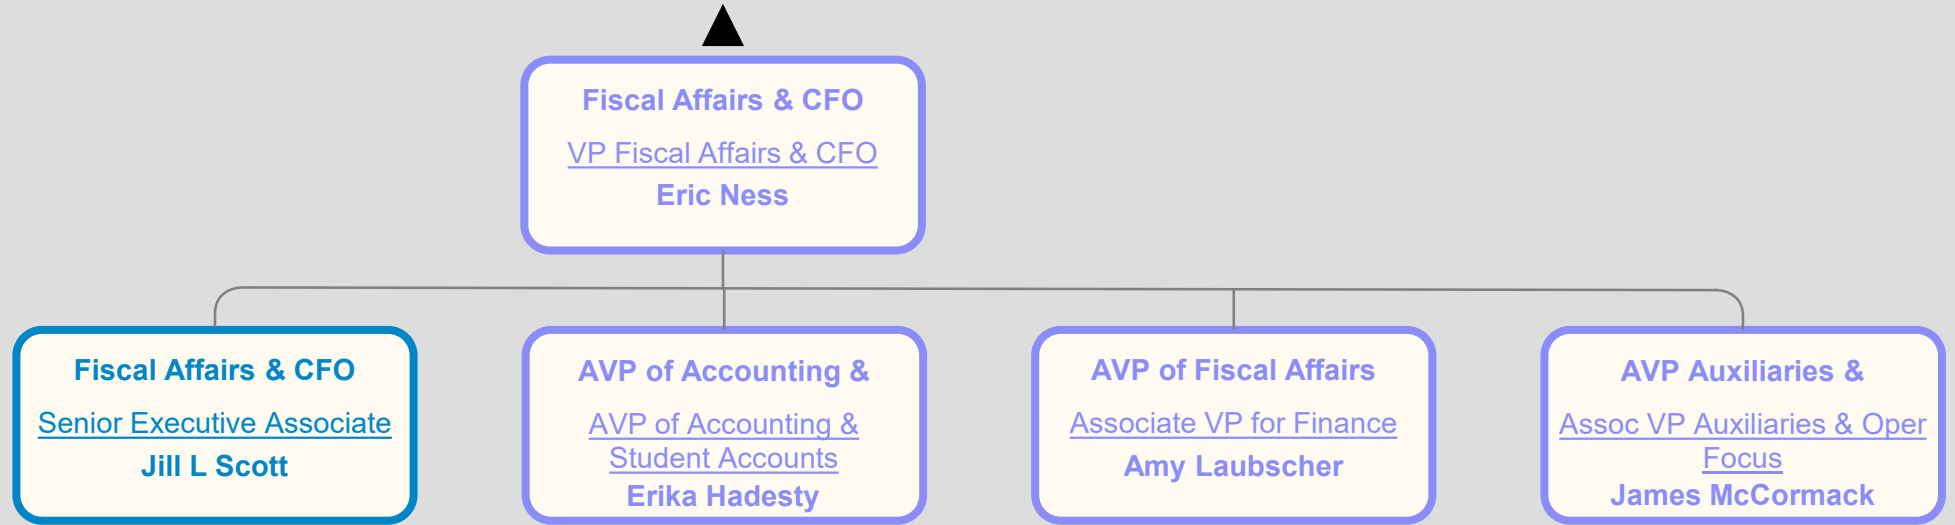 Fiscal Affairs & CFO
VP Fiscal Affairs & CFO
Eric Ness
Fiscal Affairs & CFO
Senior Executive Associate
Jill L Scott
AVP of Accounting &
AVP of Accounting &
Student Accounts
Erika Hadesty
AVP of Fiscal Affairs
Associate VP for Finance
Amy Laubscher
AVP Auxiliaries &
Assoc VP Auxiliaries & Oper
Focus
James McCormack